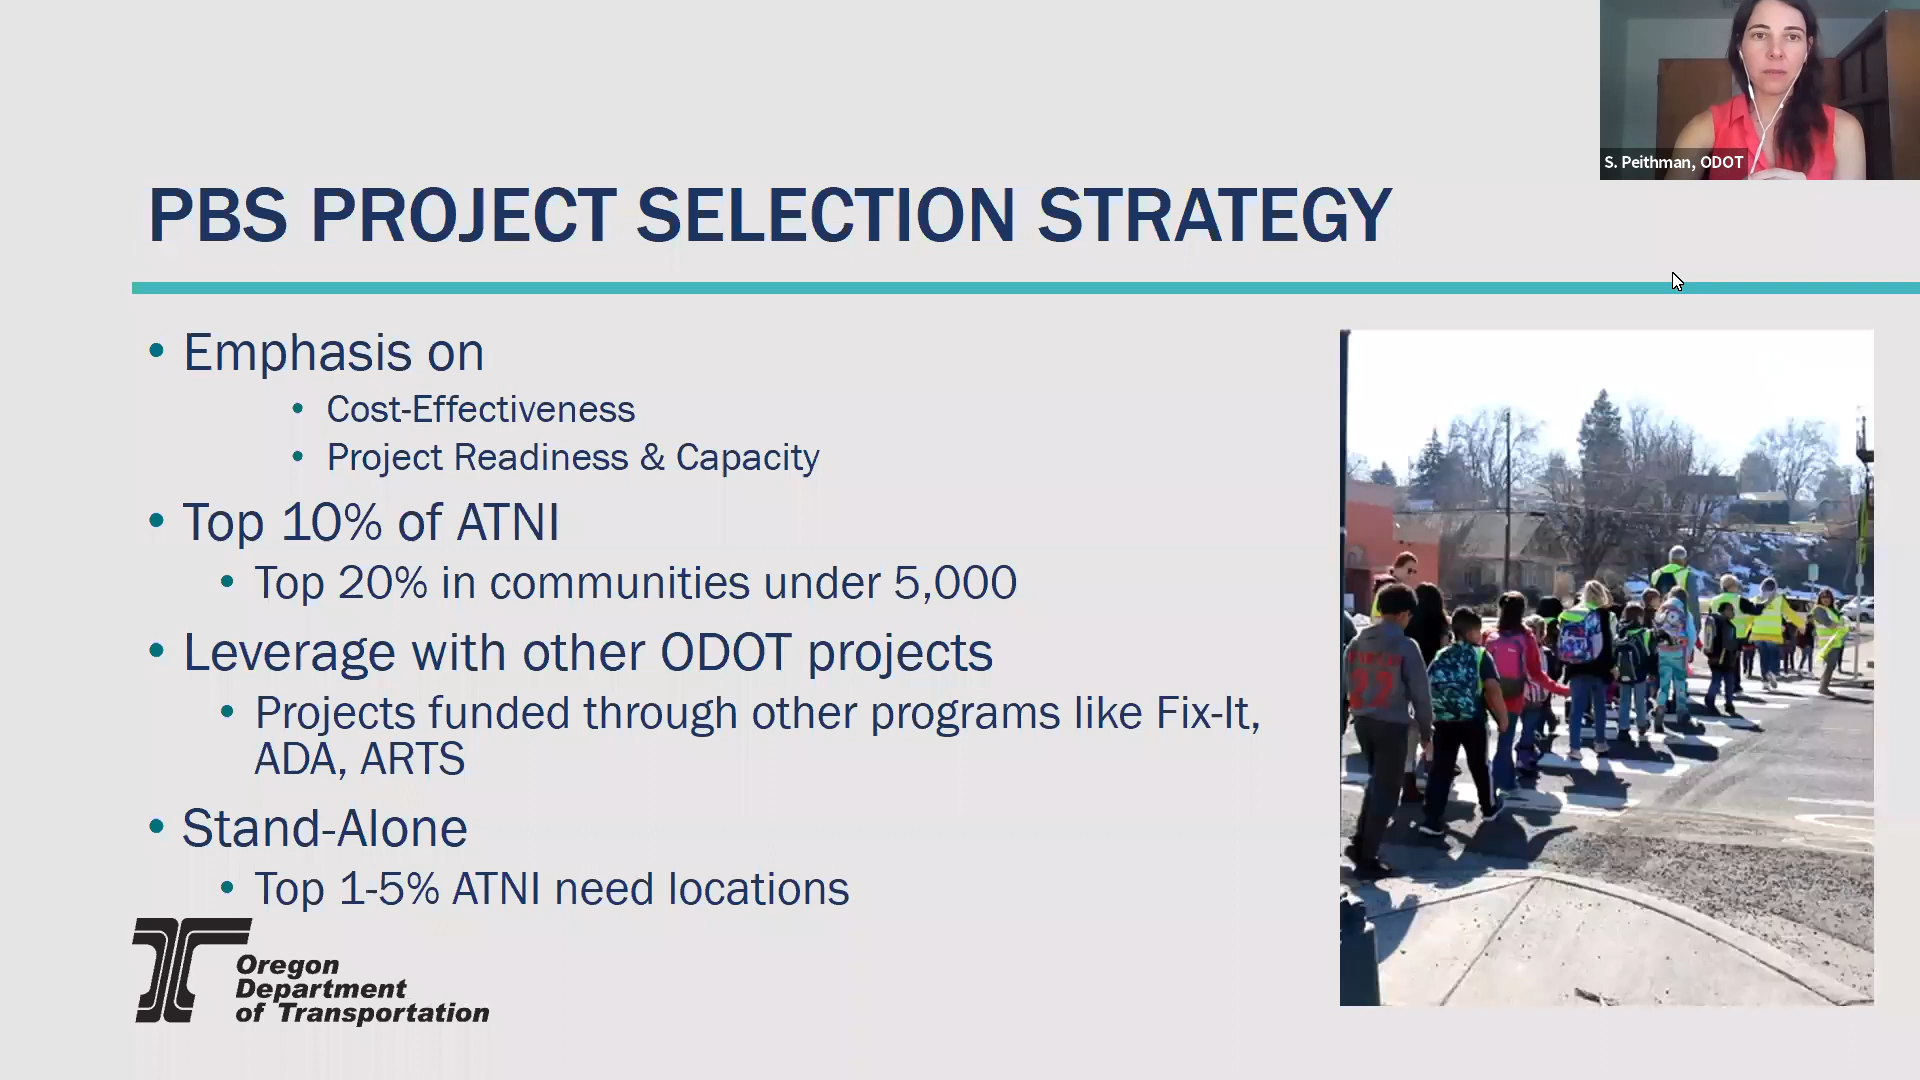 S. Peithman, ODOT
PBS PROJECT SELECTION STRATEGY
• Emphasis on
• Cost-Effectiveness
• Project Readiness & Capacity
• Top 10% of ATNI
• Top 20% in communities under 5,000
• Leverage with other ODOT projects
• Projects funded through other programs like Fix-It,
ADA, ARTS
• Stand-Alone
• Top 1-5% ATNI need locations
Oregon
Department
of Transportation